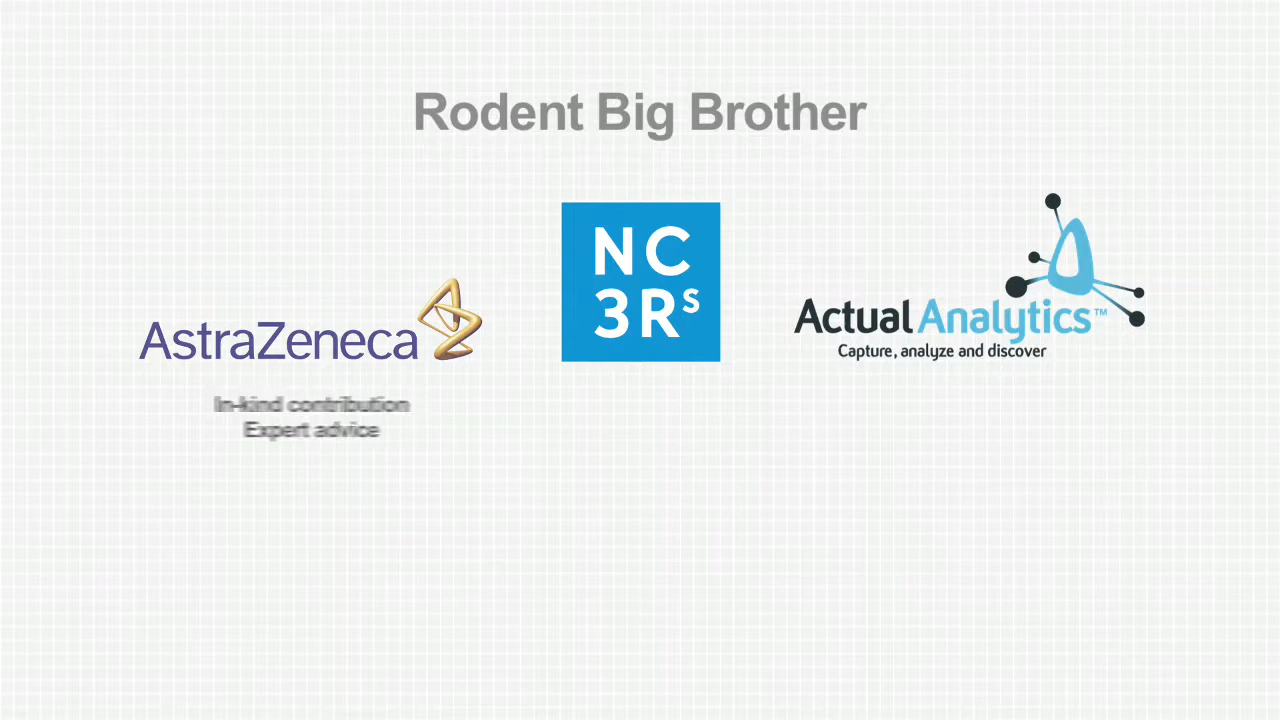 Rodent Big Brother
NC
3Rs
AstraZeneca
Actual Analytics™
Capture, analyze and discover
In-kind contribution
Expert advice